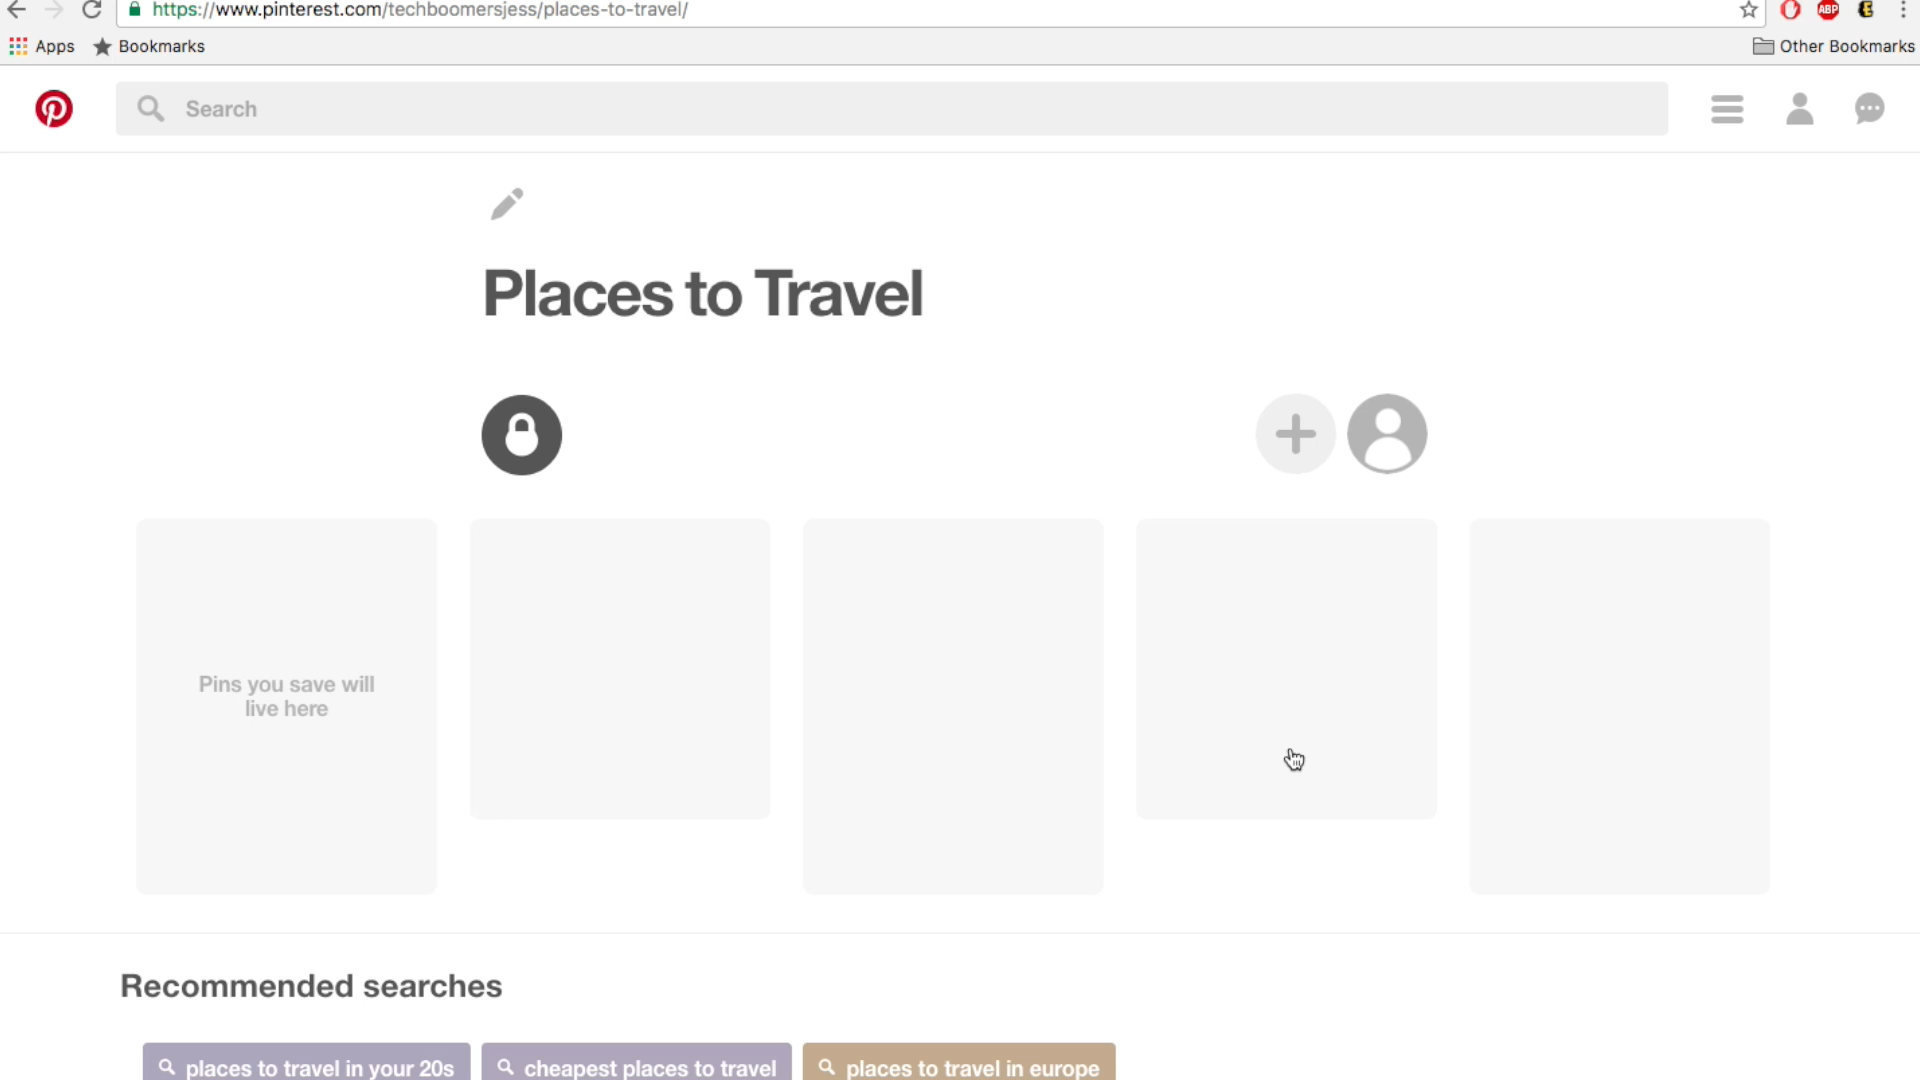 https://www.pinterest.com/techboomersjess/places-to-travel/
ABP
Apps
Bookmarks
Other Bookmarks
Search
Places to Travel
Pins you save will
live here
Recommended searches
places to travel in your 20s
cheapest places to travel
places to travel in europe